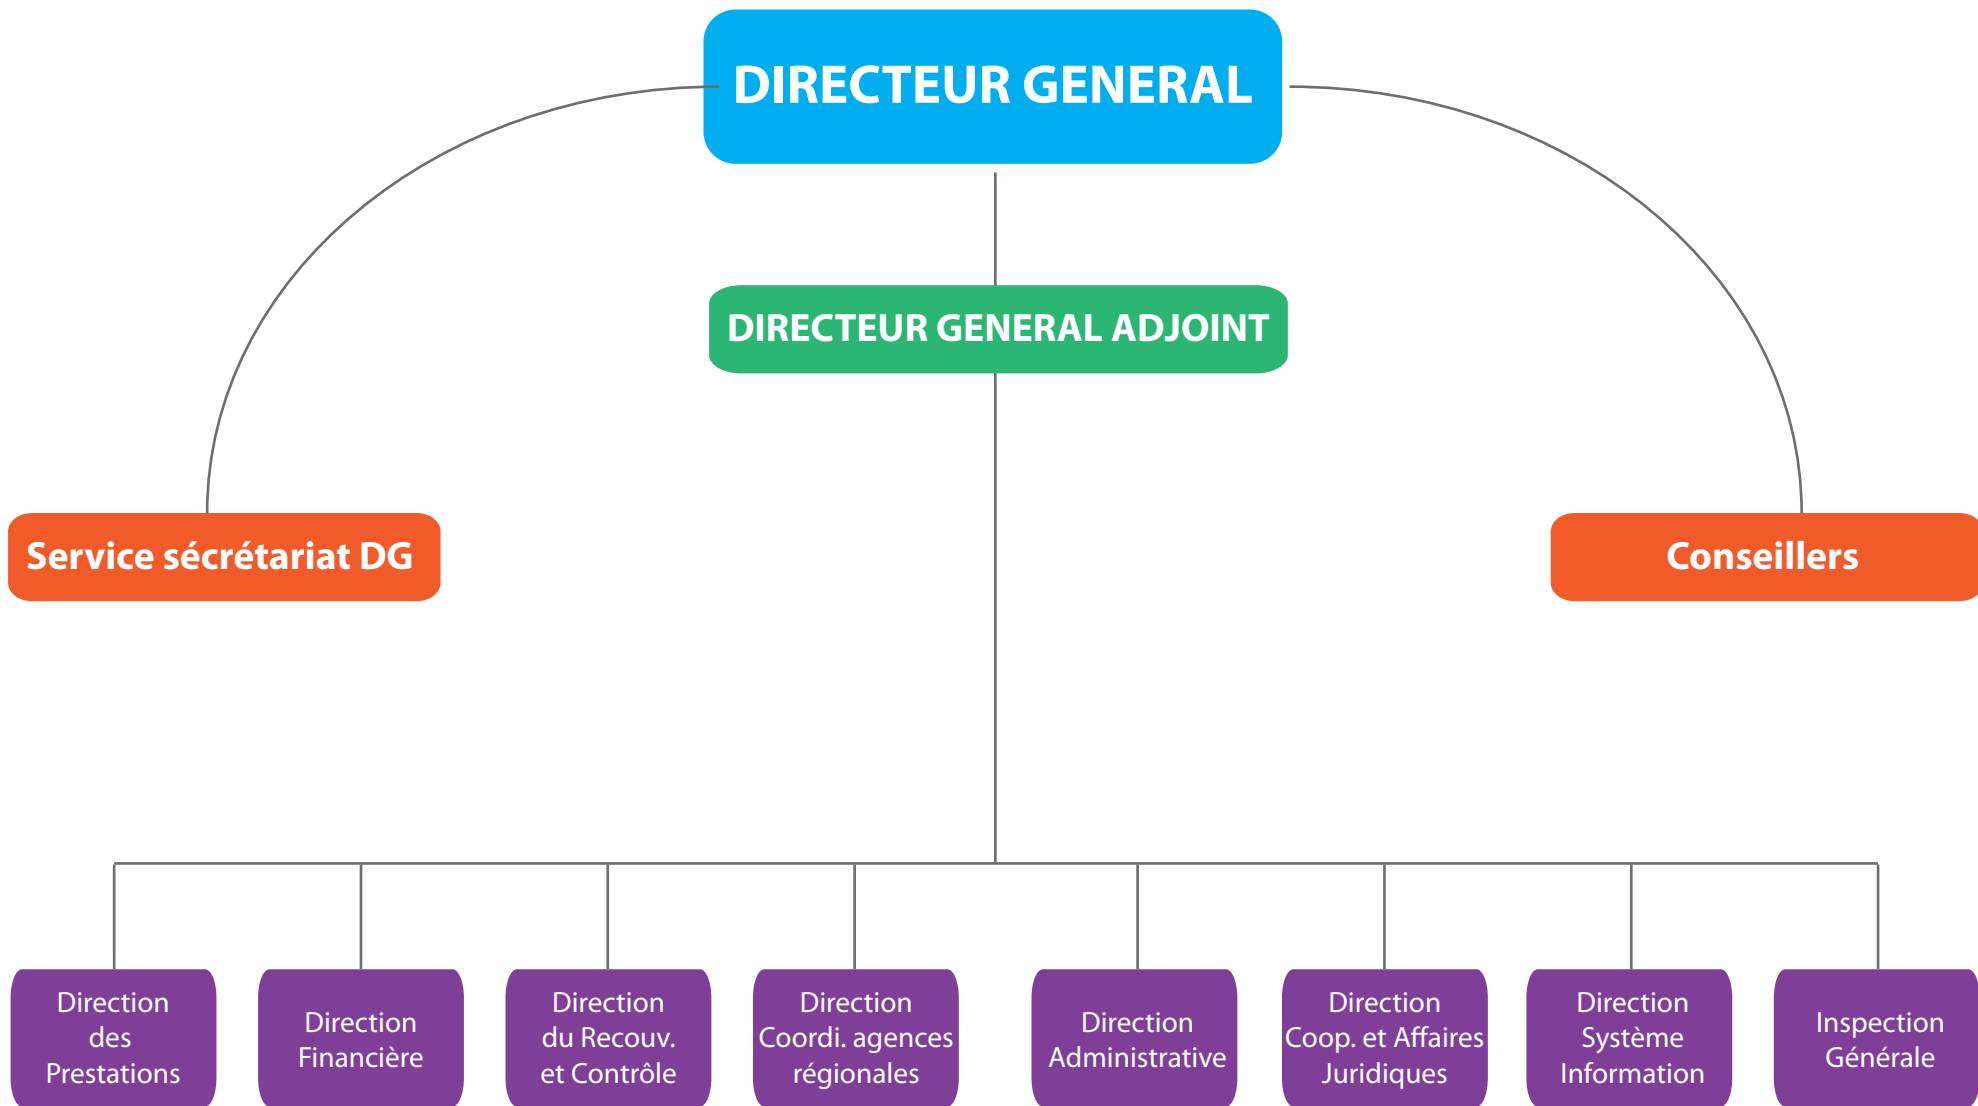 DIRECTEUR GENERAL
DIRECTEUR GENERAL ADJOINT
Service sécrétariat DG
Conseillers
Direction
des
Prestations
Direction
Financière
Direction
du Recouv.
et Contrôle
Direction
Coordi. agences
régionales
Direction
Administrative
Direction
Coop. et Affaires
Juridiques
Direction
Système
Information
Inspection
Générale